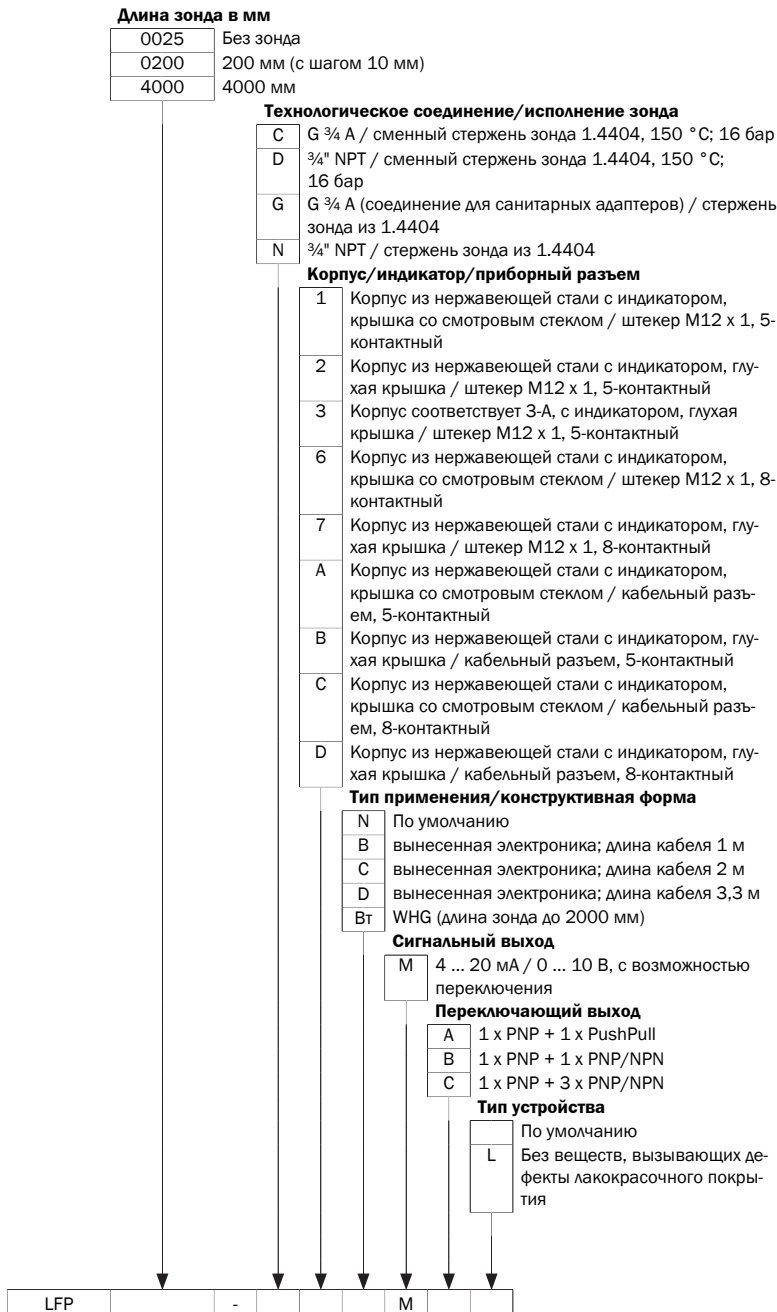 Длина зонда в мм
0025 Без зонда
0200 200 мм (с шагом 10 мм)
4000 4000 мм
Технологическое соединение/исполнение зонда
C G ¾ A / сменный стержень зонда 1.4404, 150 °C; 16 бар
D ¾" NPT / сменный стержень зонда 1.4404, 150 °C;
16 бар
G G ¾ A (соединение для санитарных адаптеров) / стержень
зонда из 1.4404
N ¾" NPT / стержень зонда из 1.4404
Корпус/индикатор/приборный разъем
1 Корпус из нержавеющей стали с индикатором,
крышка со смотровым стеклом / штекер M12 x 1, 5-
контактный
2 Корпус из нержавеющей стали с индикатором, глу-
хая крышка / штекер M12 x 1, 5-контактный
3 Корпус соответствует 3-A, с индикатором, глухая
крышка / штекер M12 x 1, 5-контактный
6 Корпус из нержавеющей стали с индикатором,
крышка со смотровым стеклом / штекер M12 x 1, 8-
контактный
7 Корпус из нержавеющей стали с индикатором, глу-
хая крышка / штекер M12 x 1, 8-контактный
A Корпус из нержавеющей стали с индикатором,
крышка со смотровым стеклом / кабельный разъ-
ем, 5-контактный
B Корпус из нержавеющей стали с индикатором, глу-
хая крышка / кабельный разъем, 5-контактный
C Корпус из нержавеющей стали с индикатором,
крышка со смотровым стеклом / кабельный разъ-
ем, 8-контактный
D Корпус из нержавеющей стали с индикатором, глу-
хая крышка / кабельный разъем, 8-контактный
Тип применения/конструктивная форма
N По умолчанию
B вынесенная электроника; длина кабеля 1 м
C вынесенная электроника; длина кабеля 2 м
D вынесенная электроника; длина кабеля 3,3 м
Вт WHG (длина зонда до 2000 мм)
Сигнальный выход
M 4 ... 20 мА / 0 ... 10 В, с возможностью
переключения
Переключающий выход
A 1 x PNP + 1 x PushPull
B 1 x PNP + 1 x PNP/NPN
C 1 x PNP + 3 x PNP/NPN
Тип устройства
По умолчанию
L Без веществ, вызывающих де-
фекты лакокрасочного покры-
тия
LFP - M